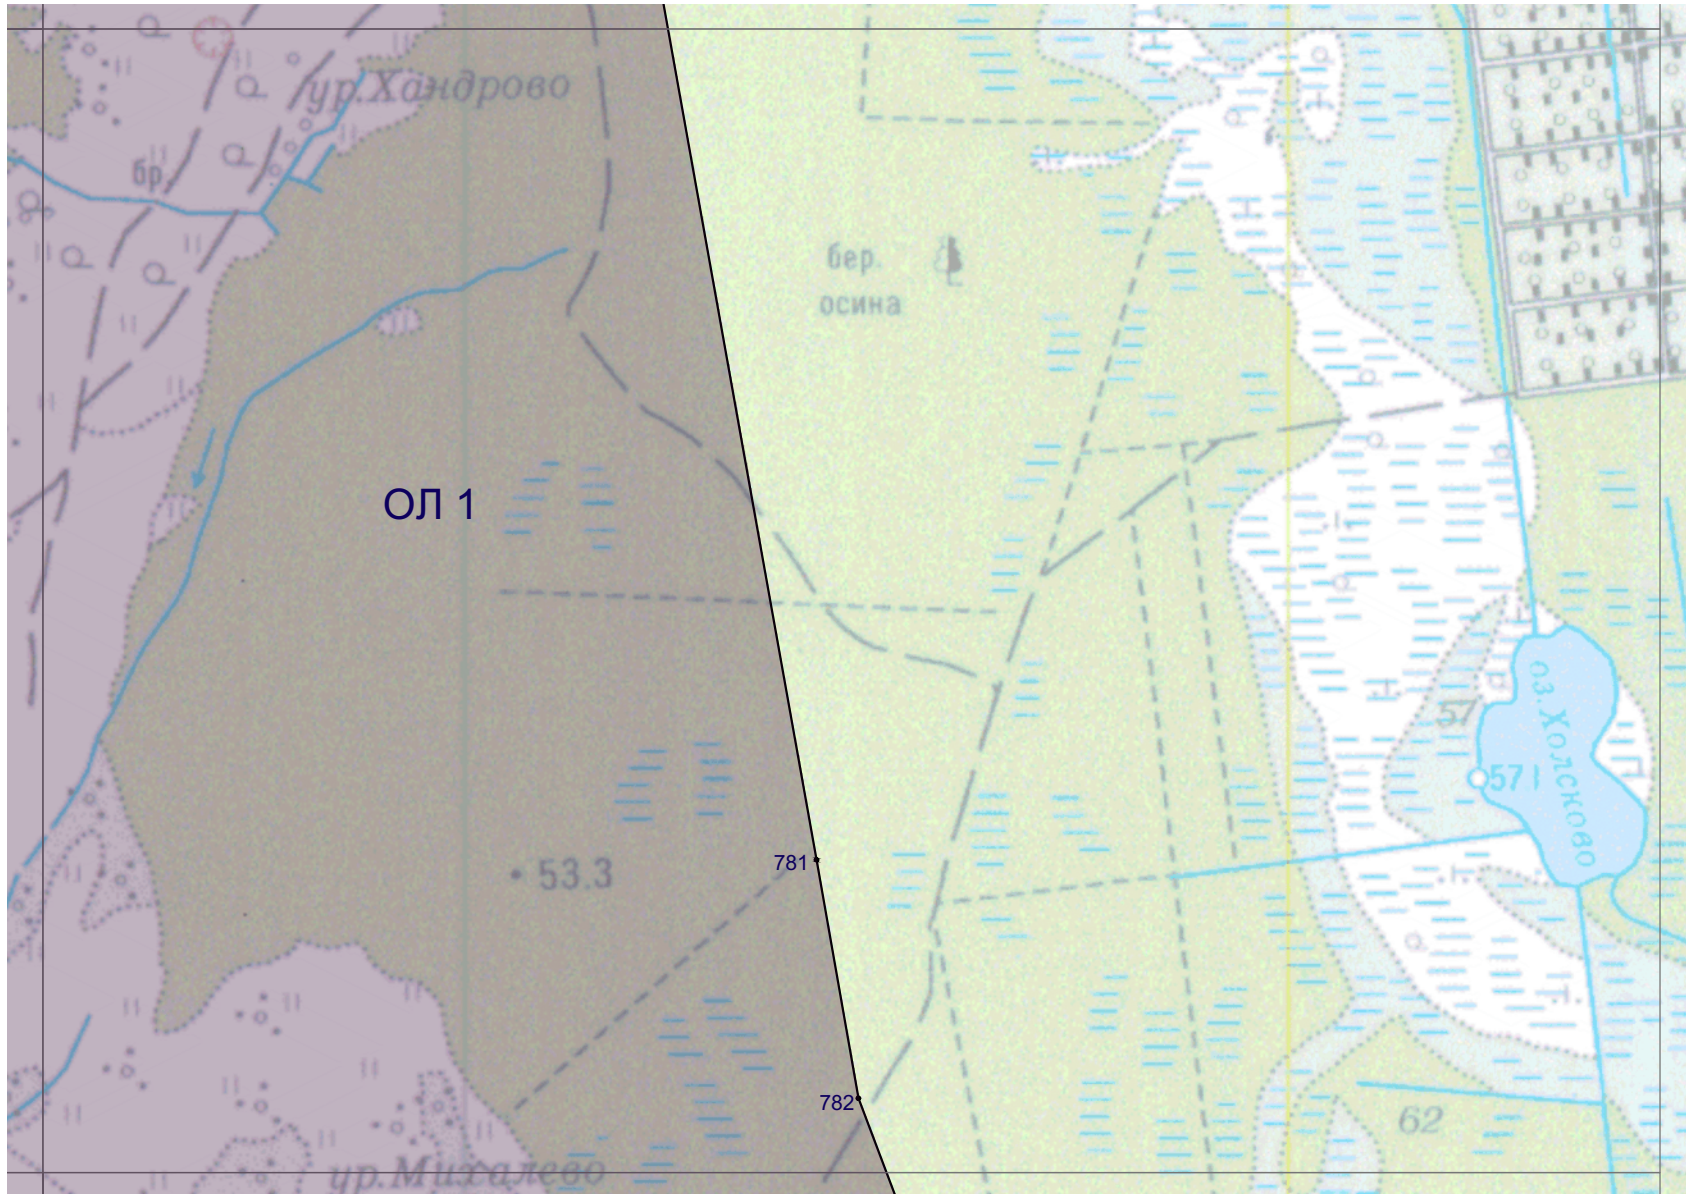 ур.Хандрово
бр.
бер.
осина
ОЛ 1
оз.Холсково
57
57
781
53.3
782
62
ур.Михалево